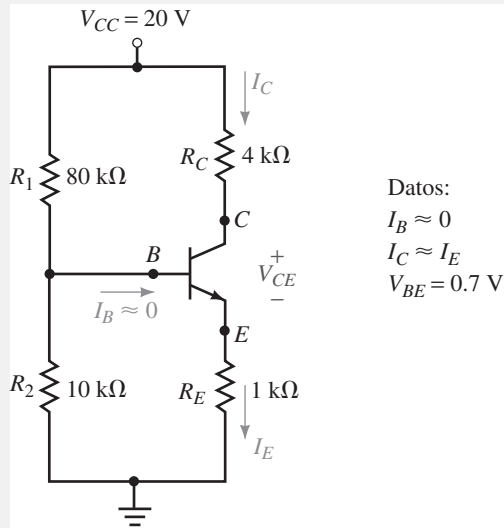 V_CC = 20 V
I_C
R_1 80 kΩ
R_C 4 kΩ
C
B
+
V_CE
−
I_B ≈ 0
E
R_2 10 kΩ
R_E 1 kΩ
I_E
Datos:
I_B ≈ 0
I_C ≈ I_E
V_BE = 0.7 V